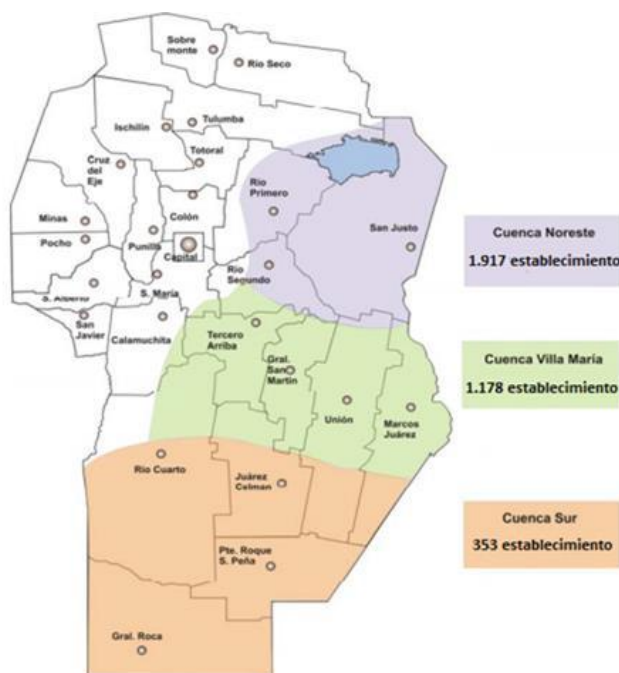 Sobre
monte
Río Seco
Tulumba
Ischilín
Totoral
Cruz
del
Eje
Río
Primero
Minas
Colón
Pocho
Punilla
Capital
San Justo
Río
Segundo
S. Alberto
S. María
San
Javier
Calamuchita
Tercero
Arriba
Gral.
San
Martín
Unión
Marcos
Juárez
Río Cuarto
Juárez
Celman
Pte. Roque
S. Peña
Gral. Roca
Cuenca Noreste
1.917 establecimiento
Cuenca Villa María
1.178 establecimiento
Cuenca Sur
353 establecimiento